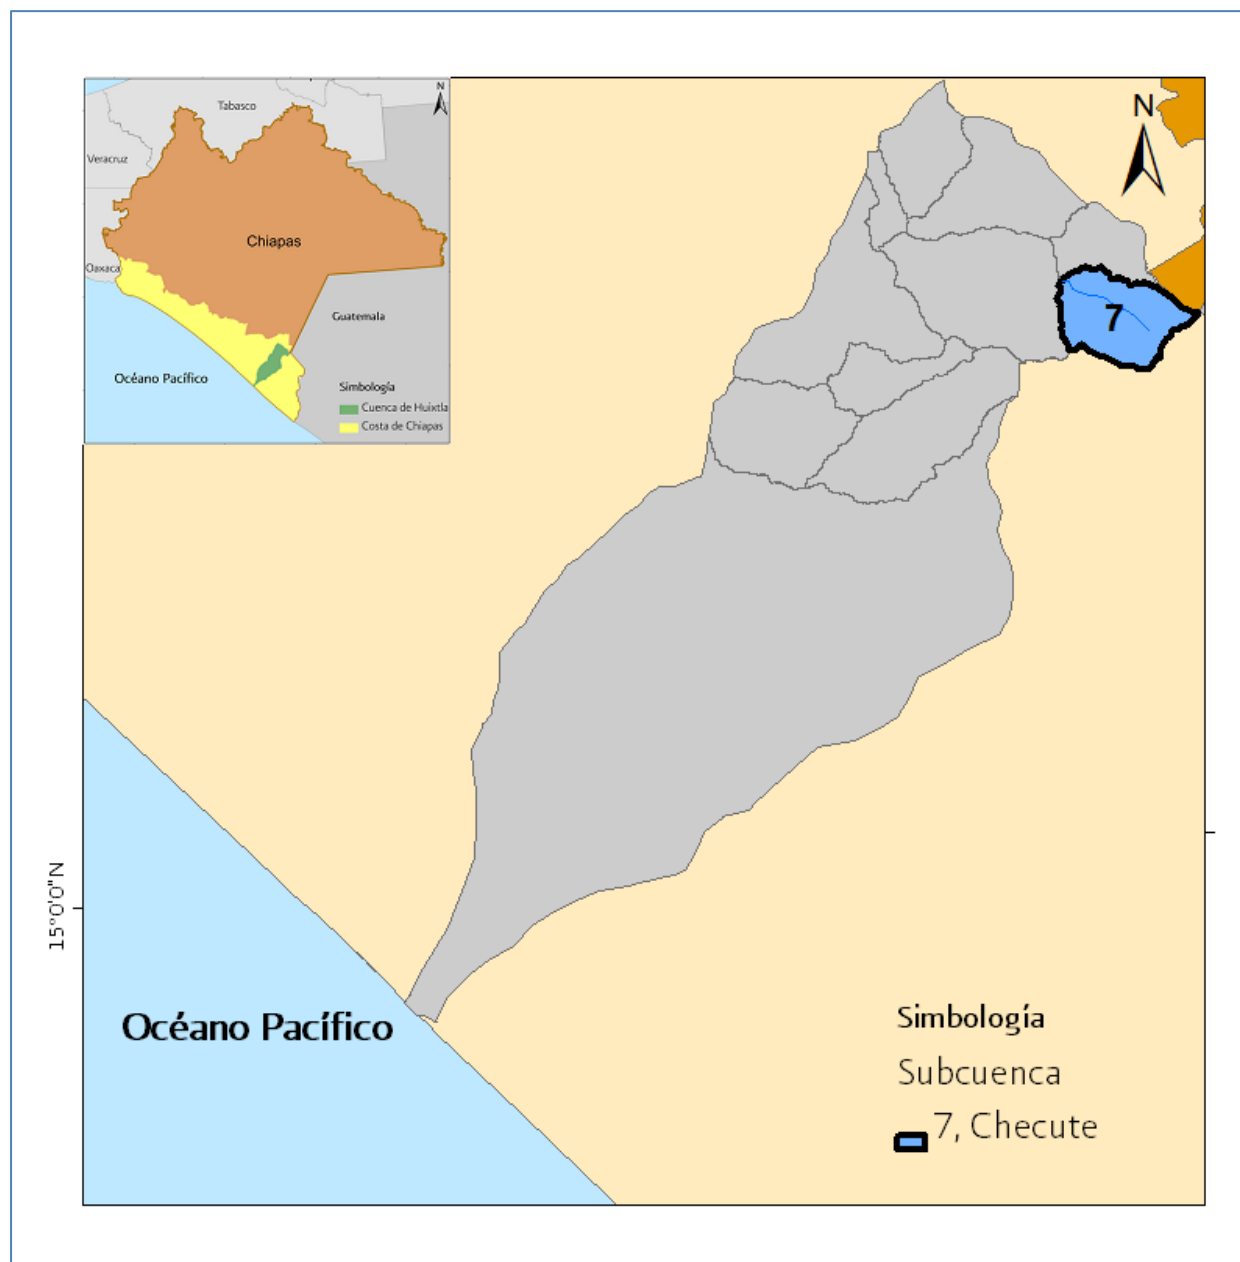 Tabasco
N
Veracruz
Chiapas
Oaxaca
Guatemala
Océano Pacífico
Simbología
Cuenca de Huixtla
Costa de Chiapas
N
7
15°0'0"N
Océano Pacífico
Simbología
Subcuenca
7, Checute